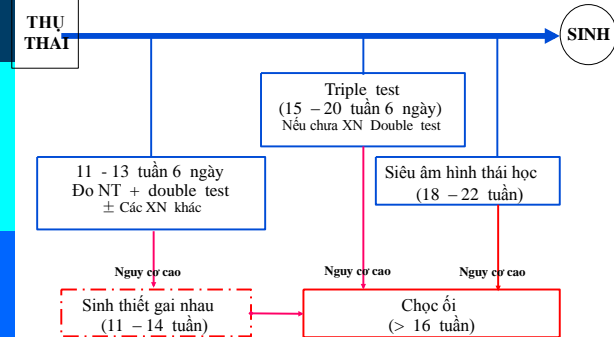 THỤ
THAI
SINH
Triple test
(15 – 20 tuần 6 ngày)
Nếu chưa XN Double test
11 - 13 tuần 6 ngày
Đo NT + double test
± Các XN khác
Siêu âm hình thái học
(18 – 22 tuần)
Nguy cơ cao
Nguy cơ cao
Nguy cơ cao
Sinh thiết gai nhau
(11 – 14 tuần)
Chọc ối
(> 16 tuần)